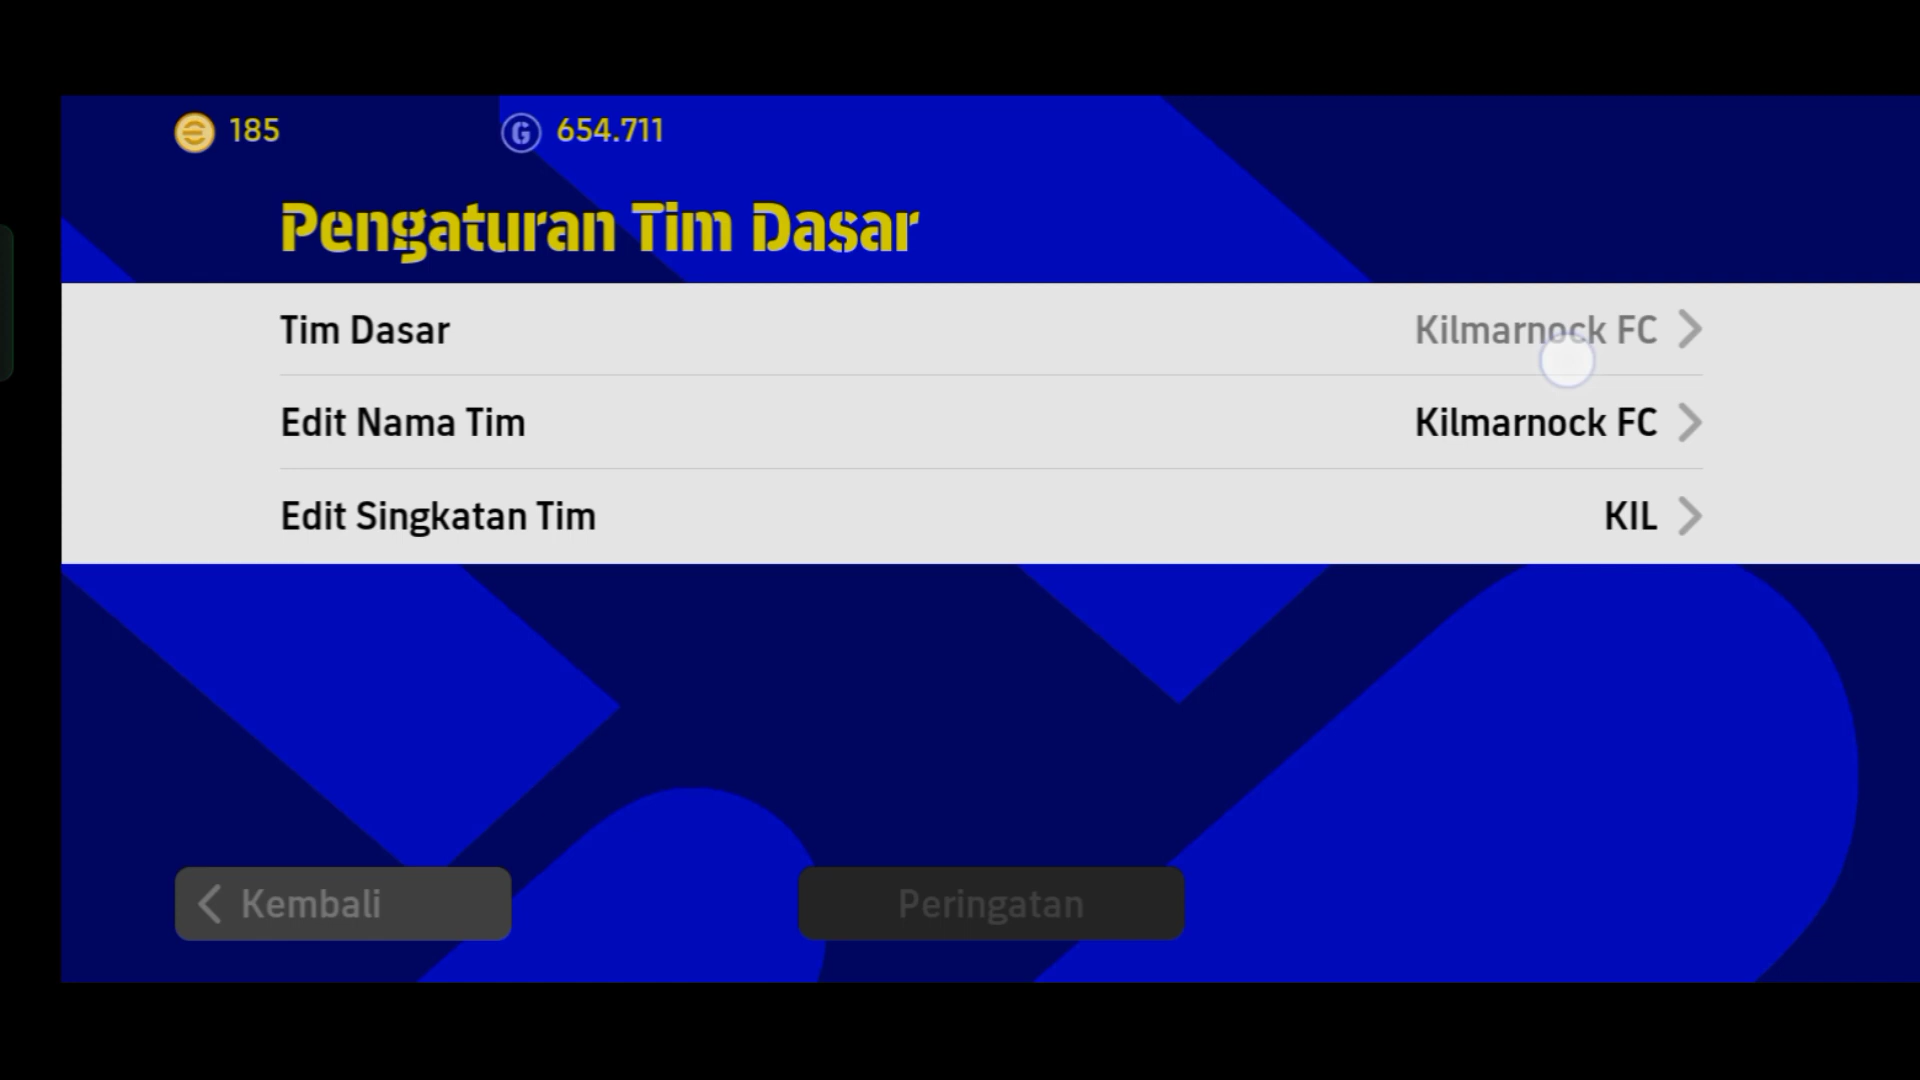 185
654.711
Pengaturan Tim Dasar
Tim Dasar
Kilmarnock FC
Edit Nama Tim
Kilmarnock FC
Edit Singkatan Tim
KIL
Kembali
Peringatan